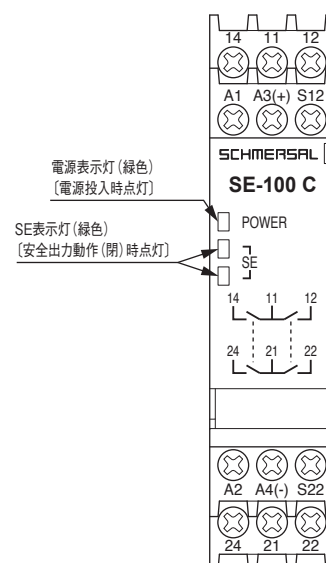 14 11 12
A1 A3(+) S12
SCHMERSAL
SE-100 C
電源表示灯(緑色)
〔電源投入時点灯〕
POWER
SE表示灯(緑色)
〔安全出力動作(閉)時点灯〕
SE
14 11 12
24 21 22
A2 A4(-) S22
24 21 22